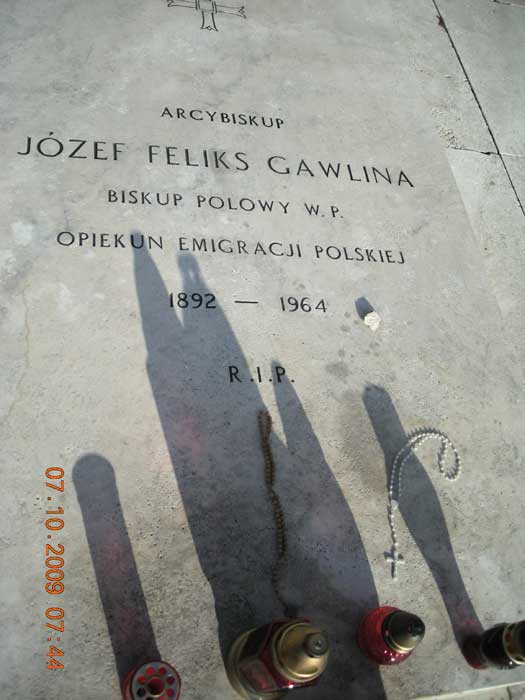 ARCYBISKUP
JÓZEF FELIKS GAWLINA
BISKUP POLOWY W.P.
OPIEKUN EMIGRACJI POLSKIEJ
1892 — 1964
R.I.P.
07.10.2009 07:44